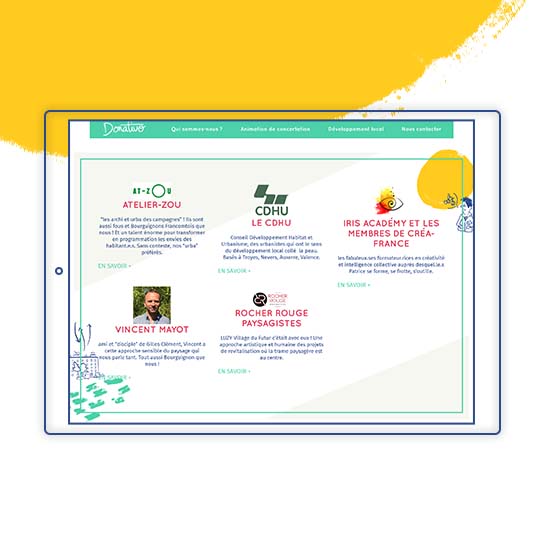 Donativo
Qui sommes-nous ?
Animation de concertation
Développement local
Nous contacter
AT-ZOU
ATELIER-ZOU
"les archi et urba des campagnes" ! Ils sont
aussi fous et Bourguignons Francomtois que
nous ! Et un talent énorme pour transformer
en programmation les envies des
habitant.e.s. Sans conteste, nos "urba"
préférés.
EN SAVOIR +
CDHU
LE CDHU
Conseil Développement Habitat et
Urbanisme, des urbanistes qui ont le sens
du développement local collé la peau.
Basés à Troyes, Nevers, Auxerre, Valence.
EN SAVOIR +
IRIS ACADÉMY ET LES
MEMBRES DE CRÉA-
FRANCE
les fabuleux.ses formateur.rices en créativité
et intelligence collective auprès desquel.le.s
Patrice se forme, se frotte, s'outille.
EN SAVOIR +
VINCENT MAYOT
ami et "disciple" de Gilles Clément, Vincent a
cette approche sensible du paysage qui
nous parle tant. Tout aussi Bourguignon que
nous !
EN SAVOIR +
ROCHER
ROUGE
ROCHER ROUGE
PAYSAGISTES
LUZY Village du Futur c'était avec eux ! Une
approche artistique et humaine des projets
de revitalisation où la trame paysagère est
au centre.
EN SAVOIR +